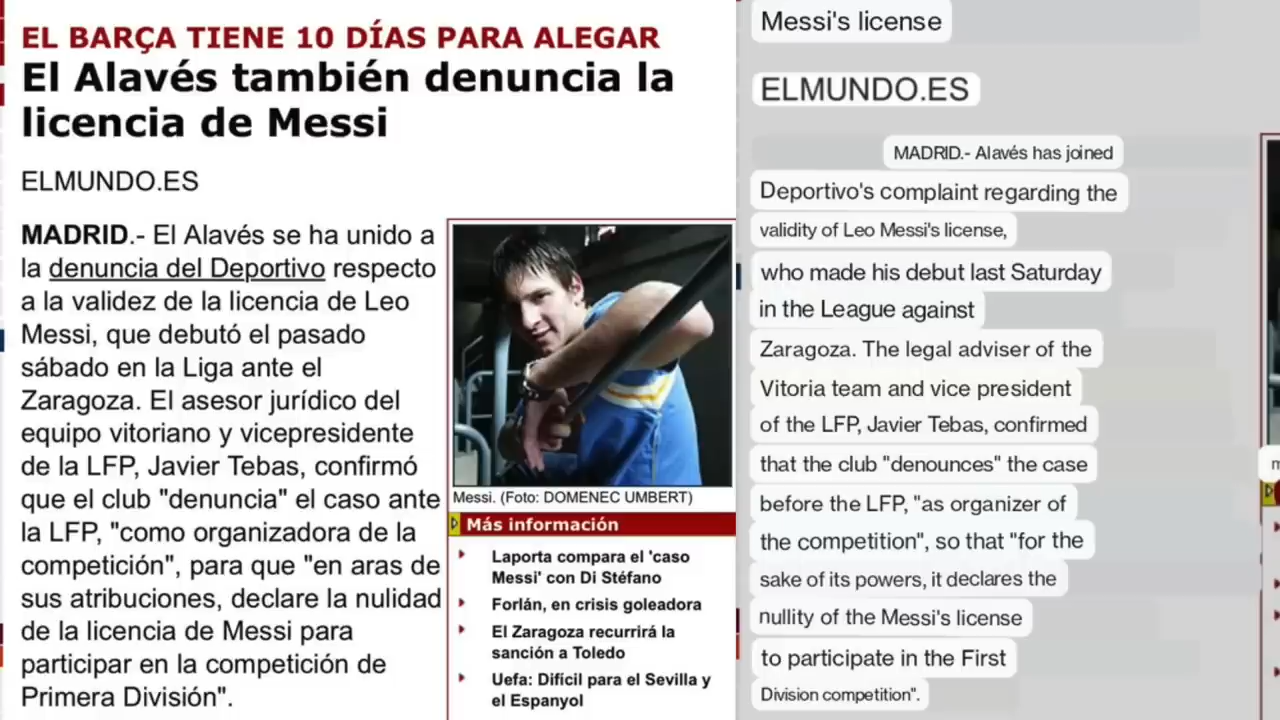 EL BARÇA TIENE 10 DÍAS PARA ALEGAR
El Alavés también denuncia la
licencia de Messi
ELMUNDO.ES
MADRID.- El Alavés se ha unido a
la denuncia del Deportivo respecto
a la validez de la licencia de Leo
Messi, que debutó el pasado
sábado en la Liga ante el
Zaragoza. El asesor jurídico del
equipo vitoriano y vicepresidente
de la LFP, Javier Tebas, confirmó
que el club "denuncia" el caso ante
la LFP, "como organizadora de la
competición", para que "en aras de
sus atribuciones, declare la nulidad
de la licencia de Messi para
participar en la competición de
Primera División".
Messi. (Foto: DOMENEC UMBERT)
Más información
Laporta compara el 'caso
Messi' con Di Stéfano
Forlán, en crisis goleadora
El Zaragoza recurrirá la
sanción a Toledo
Uefa: Difícil para el Sevilla y
el Espanyol
Messi's license
ELMUNDO.ES
MADRID.- Alavés has joined
Deportivo's complaint regarding the
validity of Leo Messi's license,
who made his debut last Saturday
in the League against
Zaragoza. The legal adviser of the
Vitoria team and vice president
of the LFP, Javier Tebas, confirmed
that the club "denounces" the case
before the LFP, "as organizer of
the competition", so that "for the
sake of its powers, it declares the
nullity of the Messi's license
to participate in the First
Division competition".